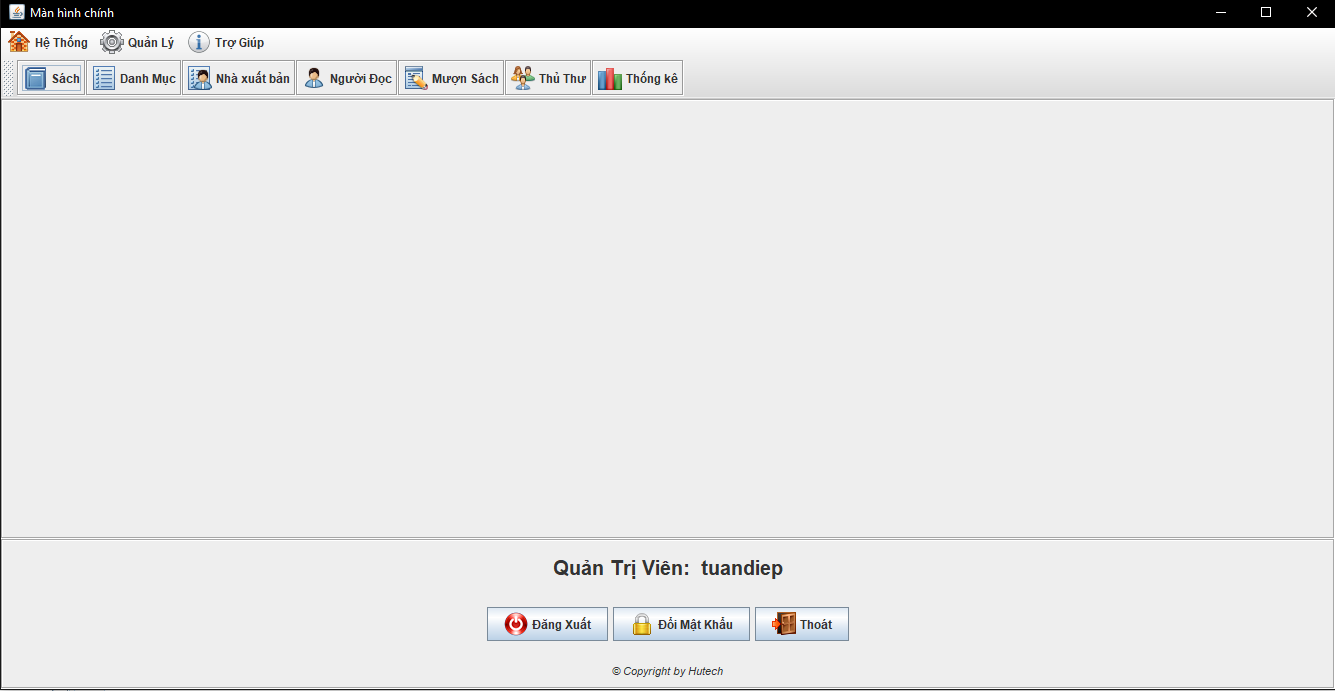 Màn hình chính
Hệ Thống Quản Lý Trợ Giúp
Sách Danh Mục Nhà xuất bản Người Đọc Mượn Sách Thủ Thư Thống kê
Quản Trị Viên: tuandiep
Đăng Xuất Đổi Mật Khẩu Thoát
© Copyright by Hutech